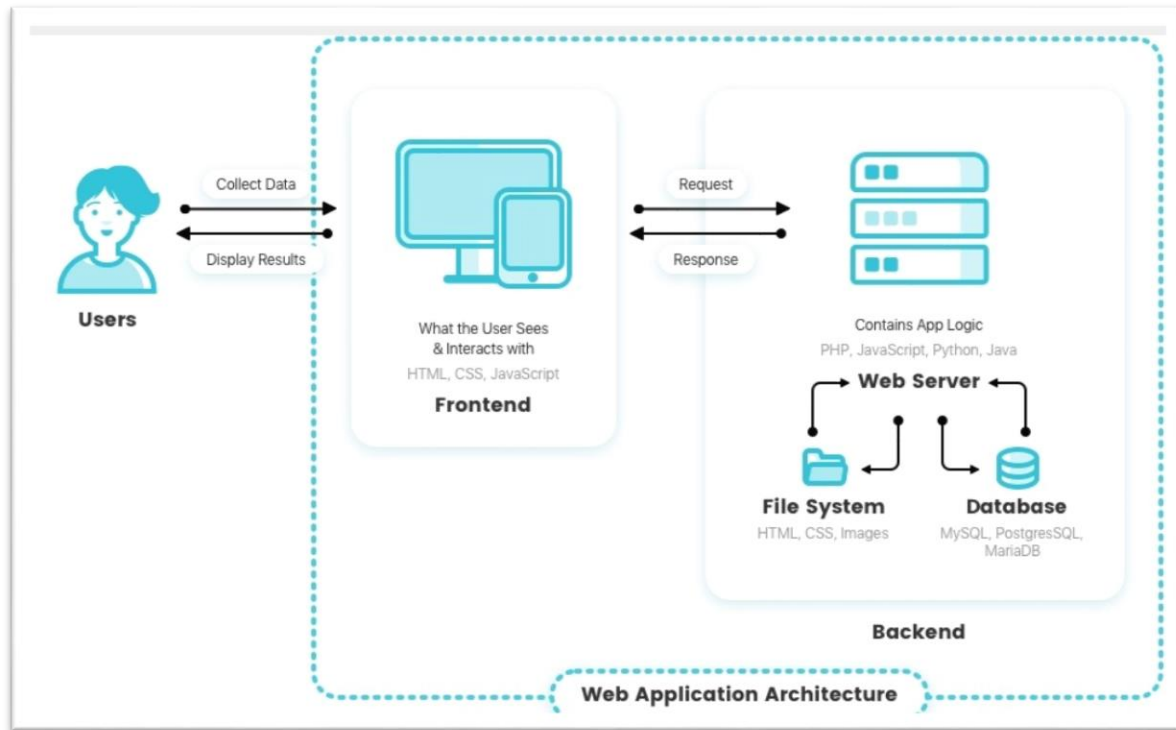 Collect Data
Display Results
Users
What the User Sees
& Interacts with
HTML, CSS, JavaScript
Frontend
Request
Response
Contains App Logic
PHP, JavaScript, Python, Java
Web Server
File System
HTML, CSS, Images
Database
MySQL, PostgresSQL,
MariaDB
Backend
Web Application Architecture